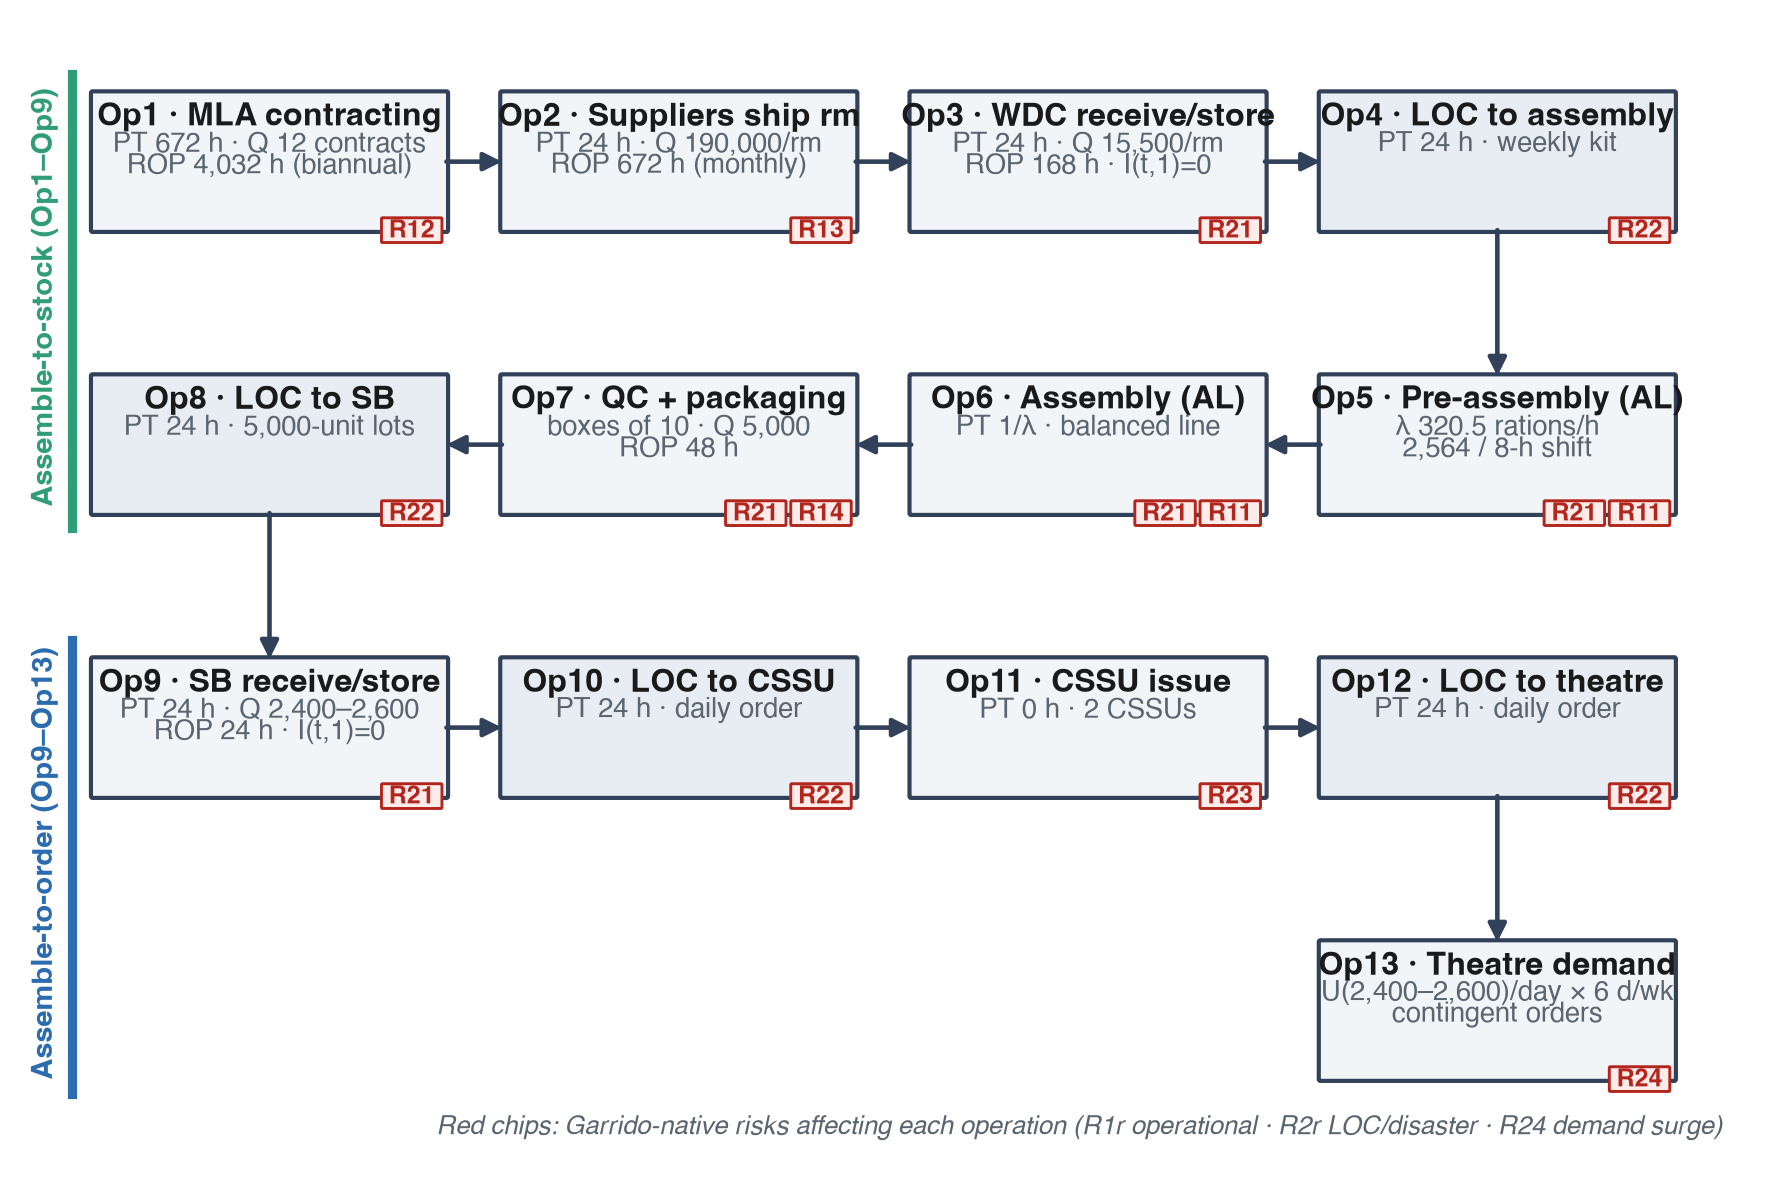 Assemble-to-stock (Op1–Op9)
Op1 · MLA contracting
PT 672 h · Q 12 contracts
ROP 4,032 h (biannual)
R12
Op2 · Suppliers ship rm
PT 24 h · Q 190,000/rm
ROP 672 h (monthly)
R13
Op3 · WDC receive/store
PT 24 h · Q 15,500/rm
ROP 168 h · I(t,1)=0
R21
Op4 · LOC to assembly
PT 24 h · weekly kit
R22
Op5 · Pre-assembly (AL)
λ 320.5 rations/h
2,564 / 8-h shift
R21 R11
Op6 · Assembly (AL)
PT 1/λ · balanced line
R21 R11
Op7 · QC + packaging
boxes of 10 · Q 5,000
ROP 48 h
R21 R14
Op8 · LOC to SB
PT 24 h · 5,000-unit lots
R22
Assemble-to-order (Op9–Op13)
Op9 · SB receive/store
PT 24 h · Q 2,400–2,600
ROP 24 h · I(t,1)=0
R21
Op10 · LOC to CSSU
PT 24 h · daily order
R22
Op11 · CSSU issue
PT 0 h · 2 CSSUs
R23
Op12 · LOC to theatre
PT 24 h · daily order
R22
Op13 · Theatre demand
U(2,400–2,600)/day × 6 d/wk
contingent orders
R24
Red chips: Garrido-native risks affecting each operation (R1r operational · R2r LOC/disaster · R24 demand surge)